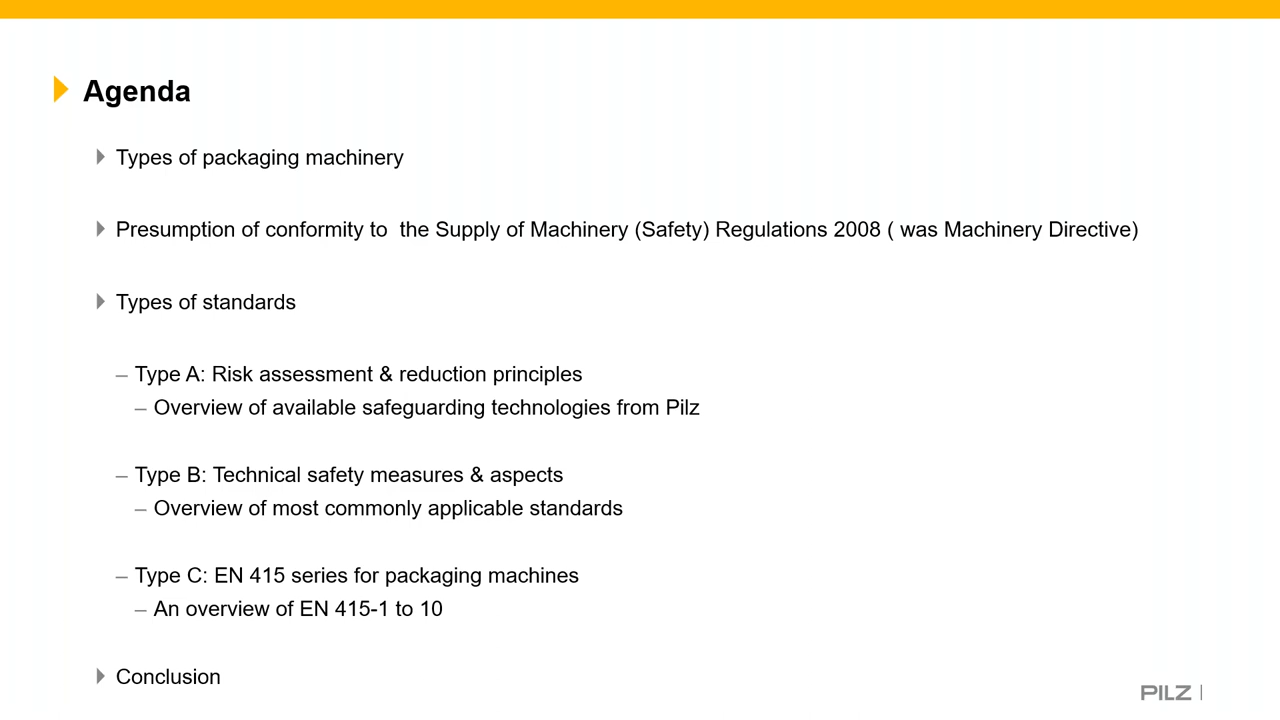 Agenda
Types of packaging machinery
Presumption of conformity to  the Supply of Machinery (Safety) Regulations 2008 ( was Machinery Directive)
Types of standards
– Type A: Risk assessment & reduction principles
– Overview of available safeguarding technologies from Pilz
– Type B: Technical safety measures & aspects
– Overview of most commonly applicable standards
– Type C: EN 415 series for packaging machines
– An overview of EN 415-1 to 10
Conclusion
PILZ |